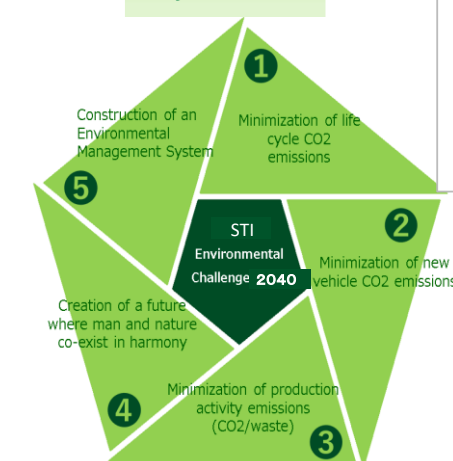 1
Minimization of life
cycle CO2
emissions
2
Minimization of new
vehicle CO2 emissions
3
Minimization of production
activity emissions
(CO2/waste)
4
Creation of a future
where man and nature
co-exist in harmony
5
Construction of an
Environmental
Management System
STI
Environmental
Challenge 2040